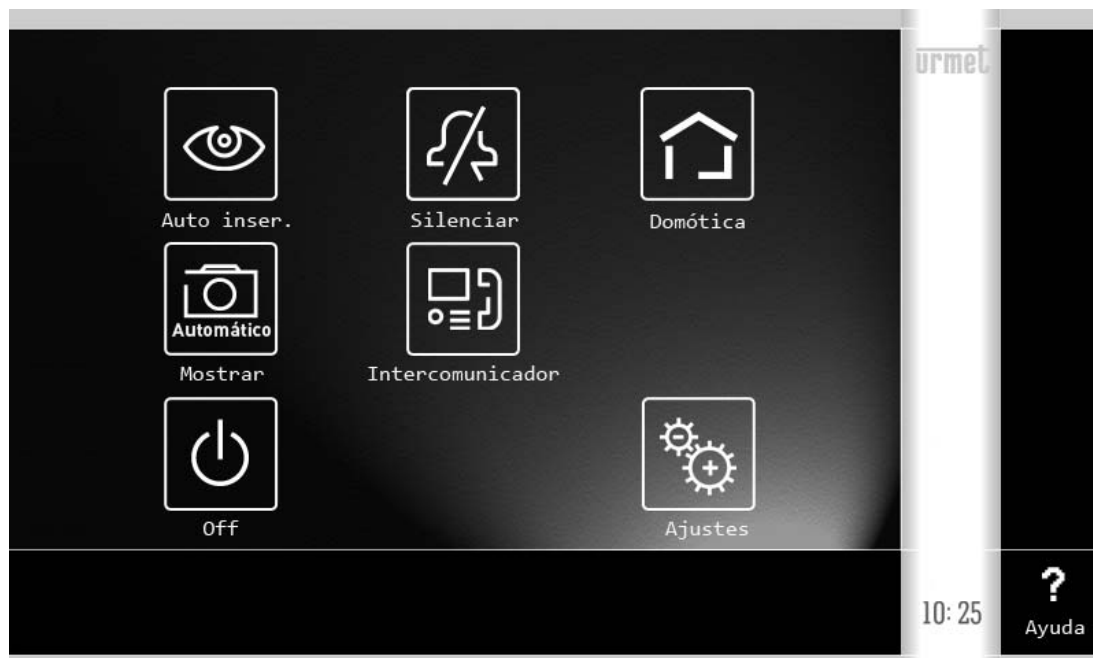 urmet
Auto inser.
Silenciar
Domótica
Automático
Mostrar
Intercomunicador
Off
Ajustes
10:25
?
Ayuda